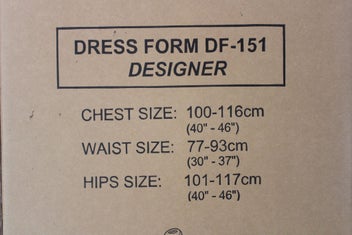 DRESS FORM DF-151
DESIGNER
CHEST SIZE: 100-116cm
(40" - 46")
WAIST SIZE: 77-93cm
(30" - 37")
HIPS SIZE: 101-117cm
(40" - 46")